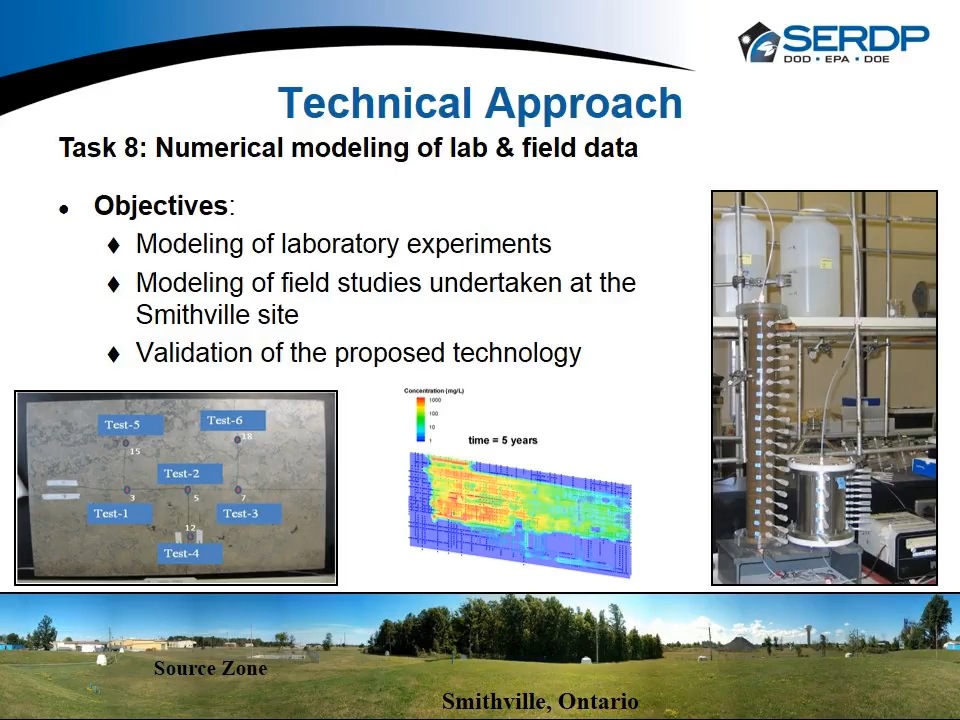 SERDP
DOD • EPA • DOE
Technical Approach
Task 8: Numerical modeling of lab & field data
● Objectives:
♦ Modeling of laboratory experiments
♦ Modeling of field studies undertaken at the
Smithville site
♦ Validation of the proposed technology
Test-5
Test-6
15
18
Test-2
3
5
7
Test-1
Test-3
12
Test-4
Concentration (mg/L)
1000
100
10
1
time = 5 years
Source Zone
Smithville, Ontario